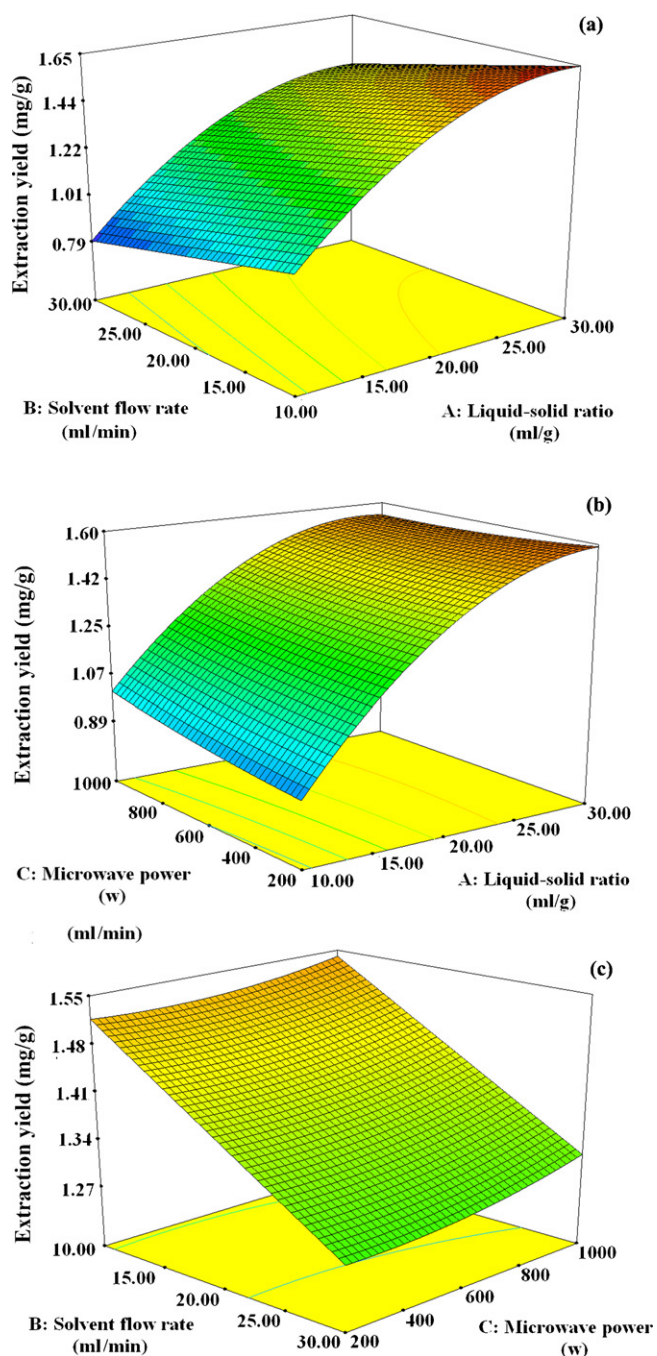 (a)
Extraction yield (mg/g)
1.65
1.44
1.22
1.01
0.79
30.00
25.00
20.00
15.00
10.00
B: Solvent flow rate
(ml/min)
15.00
20.00
25.00
30.00
A: Liquid-solid ratio
(ml/g)
(b)
Extraction yield (mg/g)
1.60
1.42
1.25
1.07
0.89
1000
800
600
400
200
C: Microwave power
(w)
10.00
15.00
20.00
25.00
30.00
A: Liquid-solid ratio
(ml/g)
(ml/min)
(c)
Extraction yield (mg/g)
1.55
1.48
1.41
1.34
1.27
10.00
15.00
20.00
25.00
30.00
B: Solvent flow rate
(ml/min)
200
400
600
800
1000
C: Microwave power
(w)